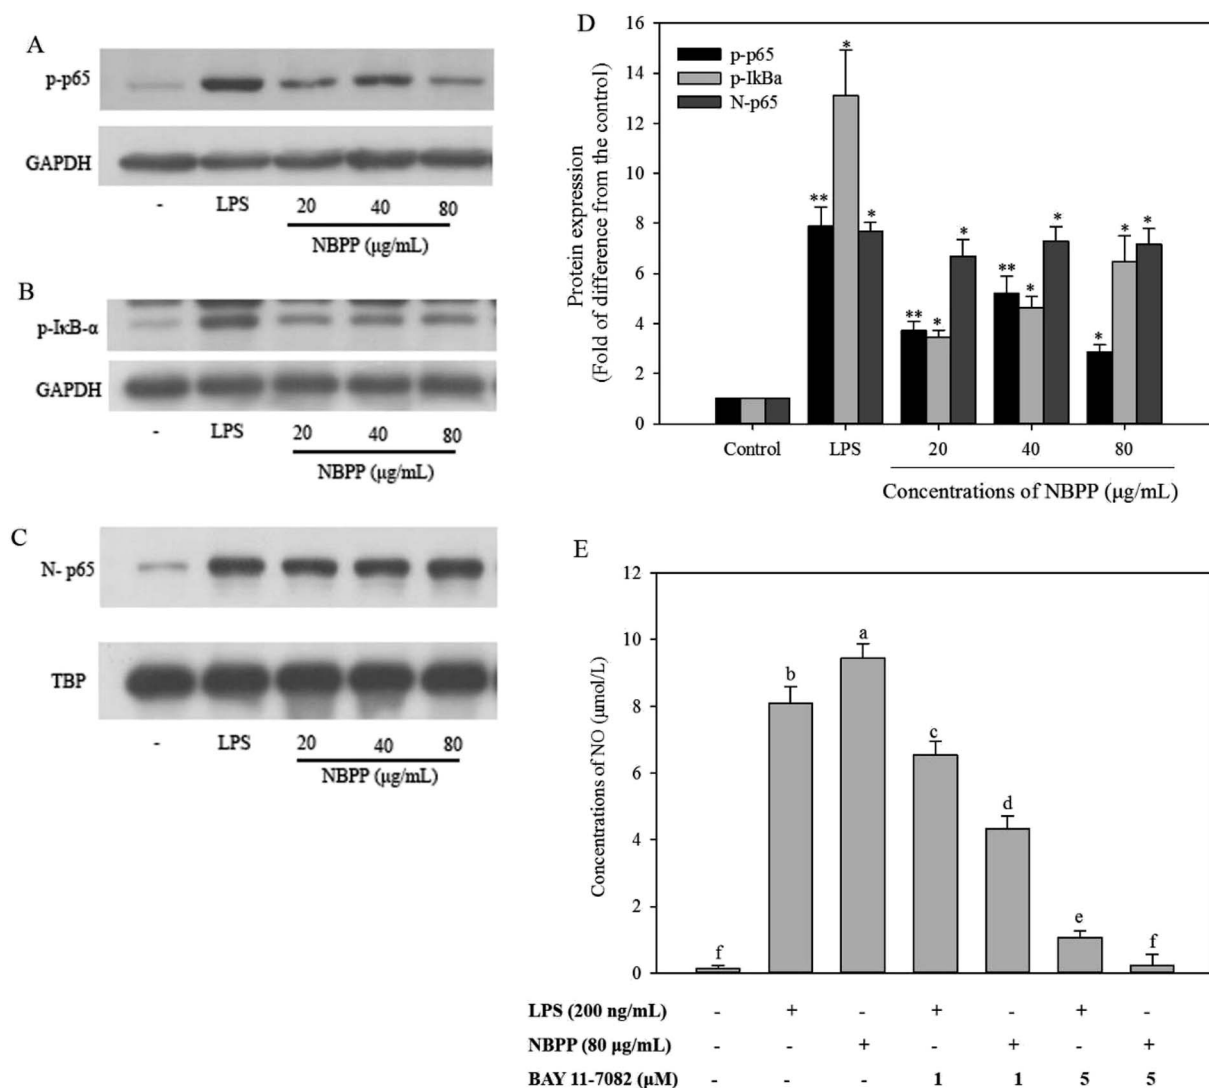 A
p-p65
GAPDH
- LPS 20 40 80
NBPP (μg/mL)
B
p-IκB-α
GAPDH
- LPS 20 40 80
NBPP (μg/mL)
C
N- p65
TBP
- LPS 20 40 80
NBPP (μg/mL)
D
Protein expression
(Fold of difference from the control)
16
14
12
10
8
6
4
2
0
p-p65
p-IkBa
N-p65
** * *
** * *
** * *
* * *
Control LPS 20 40 80
Concentrations of NBPP (μg/mL)
E
Concentrations of NO (μmol/L)
12
10
8
6
4
2
0
f b a c d e f
LPS (200 ng/mL) - + - + - + -
NBPP (80 μg/mL) - - + - + - +
BAY 11-7082 (μM) - - - 1 1 5 5